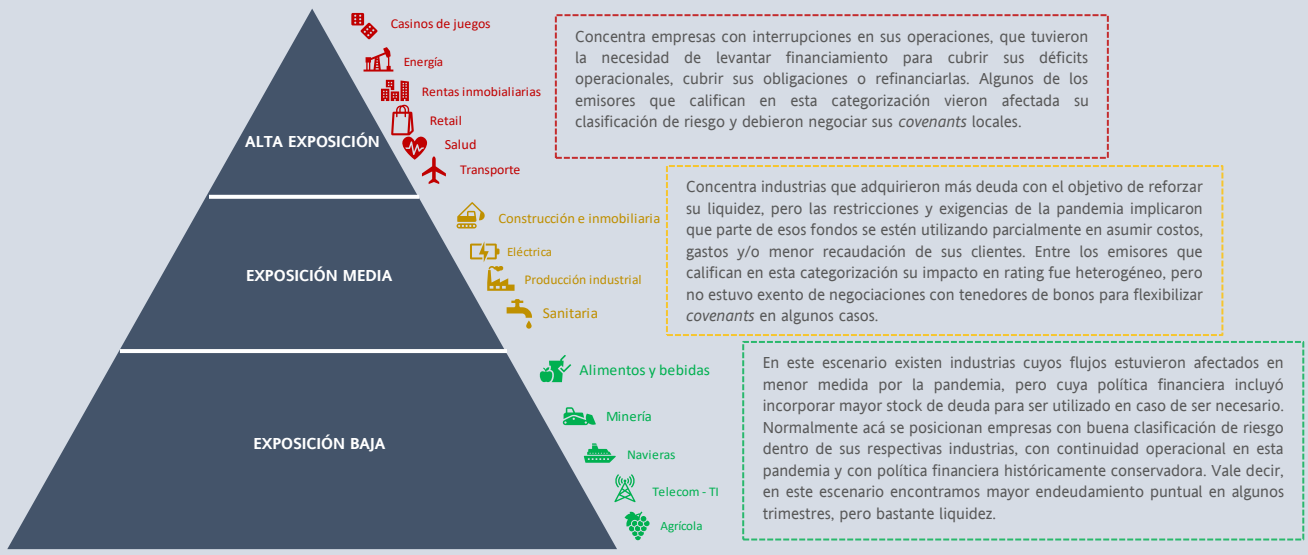 Casinos de juegos
Energía
Rentas inmobialiarias
Retail
Salud
Transporte
ALTA EXPOSICIÓN
Concentra empresas con interrupciones en sus operaciones, que tuvieron
la necesidad de levantar financiamiento para cubrir sus déficits
operacionales, cubrir sus obligaciones o refinanciarlas. Algunos de los
emisores que califican en esta categorización vieron afectada su
clasificación de riesgo y debieron negociar sus covenants locales.
Construcción e inmobiliaria
Eléctrica
Producción industrial
Sanitaria
EXPOSICIÓN MEDIA
Concentra industrias que adquirieron más deuda con el objetivo de reforzar
su liquidez, pero las restricciones y exigencias de la pandemia implicaron
que parte de esos fondos se estén utilizando parcialmente en asumir costos,
gastos y/o menor recaudación de sus clientes. Entre los emisores que
califican en esta categorización su impacto en rating fue heterogéneo, pero
no estuvo exento de negociaciones con tenedores de bonos para flexibilizar
covenants en algunos casos.
Alimentos y bebidas
Minería
Navieras
Telecom - TI
Agrícola
EXPOSICIÓN BAJA
En este escenario existen industrias cuyos flujos estuvieron afectados en
menor medida por la pandemia, pero cuya política financiera incluyó
incorporar mayor stock de deuda para ser utilizado en caso de ser necesario.
Normalmente acá se posicionan empresas con buena clasificación de riesgo
dentro de sus respectivas industrias, con continuidad operacional en esta
pandemia y con política financiera históricamente conservadora. Vale decir,
en este escenario encontramos mayor endeudamiento puntual en algunos
trimestres, pero bastante liquidez.